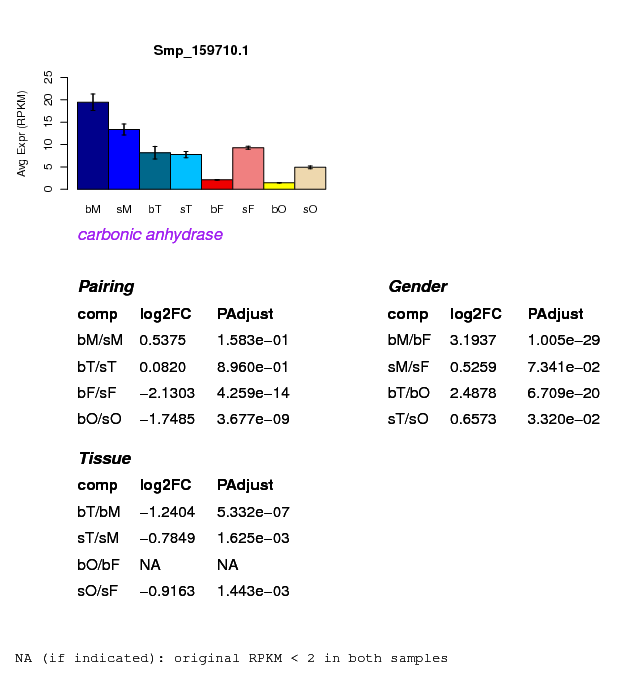 Smp_159710.1
Avg Expr (RPKM)
25
20
15
10
5
0
bM sM bT sT bF sF bO sO
carbonic anhydrase
Pairing
comp log2FC PAdjust
bM/sM 0.5375 1.583e−01
bT/sT 0.0820 8.960e−01
bF/sF −2.1303 4.259e−14
bO/sO −1.7485 3.677e−09
Gender
comp log2FC PAdjust
bM/bF 3.1937 1.005e−29
sM/sF 0.5259 7.341e−02
bT/bO 2.4878 6.709e−20
sT/sO 0.6573 3.320e−02
Tissue
comp log2FC PAdjust
bT/bM −1.2404 5.332e−07
sT/sM −0.7849 1.625e−03
bO/bF NA NA
sO/sF −0.9163 1.443e−03
NA (if indicated): original RPKM < 2 in both samples